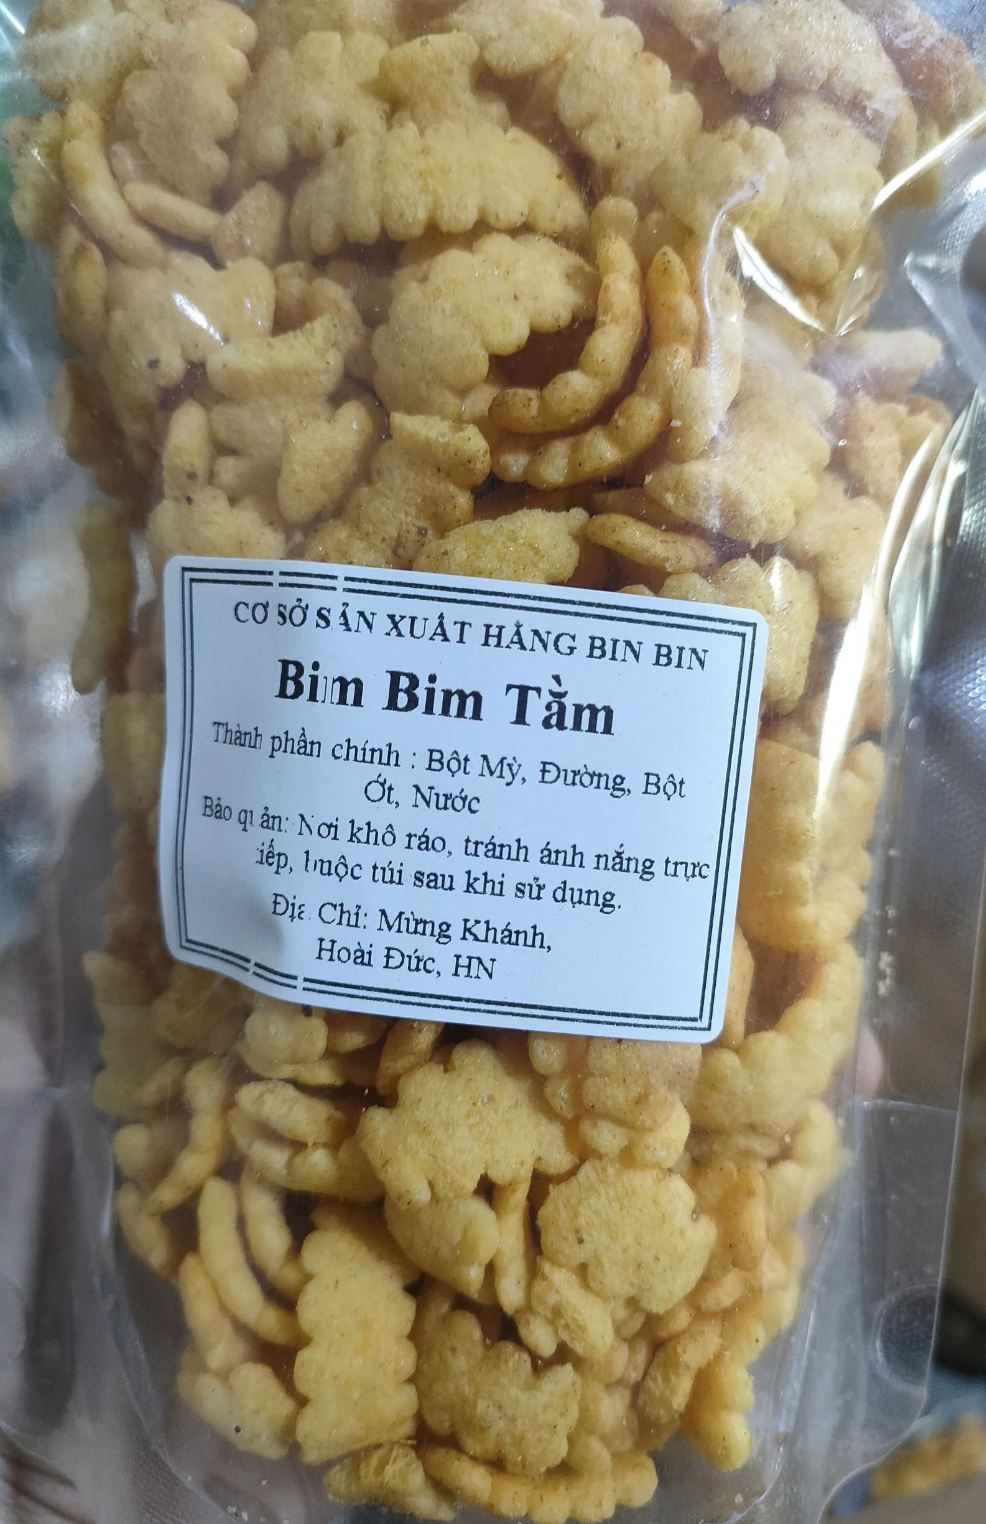 CƠ SỞ SẢN XUẤT HẰNG BIN BIN
Bim Bim Tằm
Thành phần chính : Bột Mỳ, Đường, Bột
Ớt, Nước
Bảo quản: Nơi khô ráo, tránh ánh nắng trực
tiếp, buộc túi sau khi sử dụng.
Địa Chỉ: Mừng Khánh,
Hoài Đức, HN